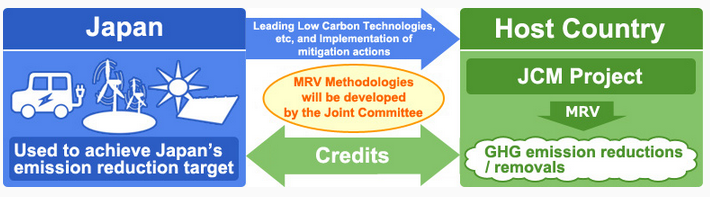 Japan
Used to achieve Japan's
emission reduction target
Leading Low Carbon Technologies,
etc, and Implementation of
mitigation actions
MRV Methodologies
will be developed
by the Joint Committee
Credits
Host Country
JCM Project
MRV
GHG emission reductions
/ removals